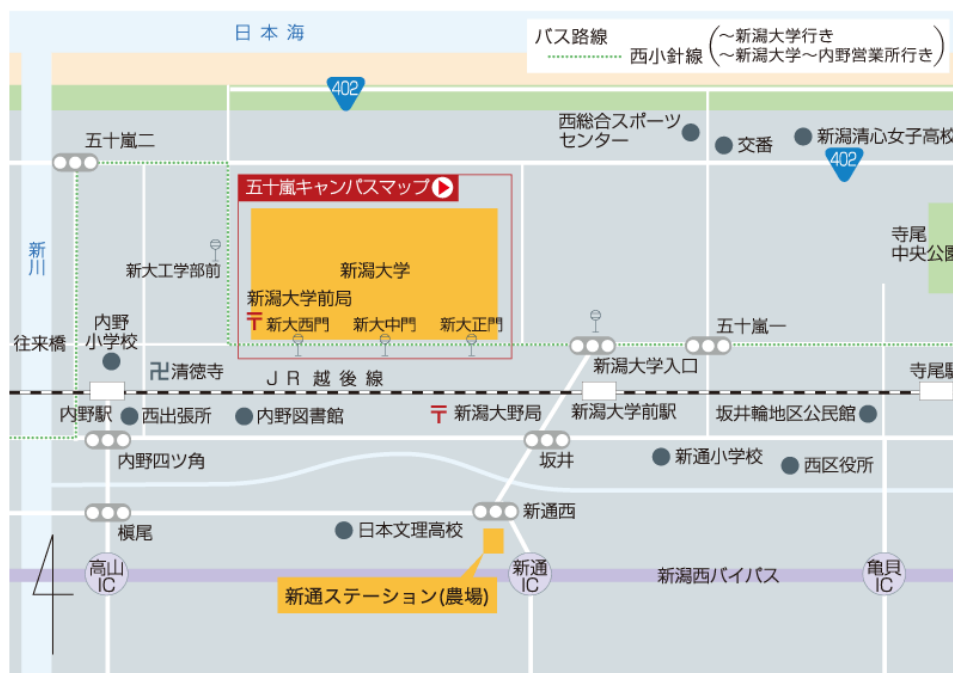 日本海
バス路線
西小針線
(～新潟大学行き
～新潟大学～内野営業所行き)
402
五十嵐二
西総合スポーツ
センター
交番
新潟清心女子高校
402
五十嵐キャンパスマップ
新川
新大工学部前
新潟大学
寺尾
中央公園
新潟大学前局
新大西門
新大中門
新大正門
五十嵐一
内野
小学校
往来橋
清徳寺
JR越後線
新潟大学入口
寺尾駅
内野駅
西出張所
内野図書館
新潟大野局
新潟大学前駅
坂井輪地区公民館
内野四ツ角
坂井
新通小学校
西区役所
槇尾
日本文理高校
新通西
高山
IC
新通ステーション(農場)
新通
IC
新潟西バイパス
亀貝
IC